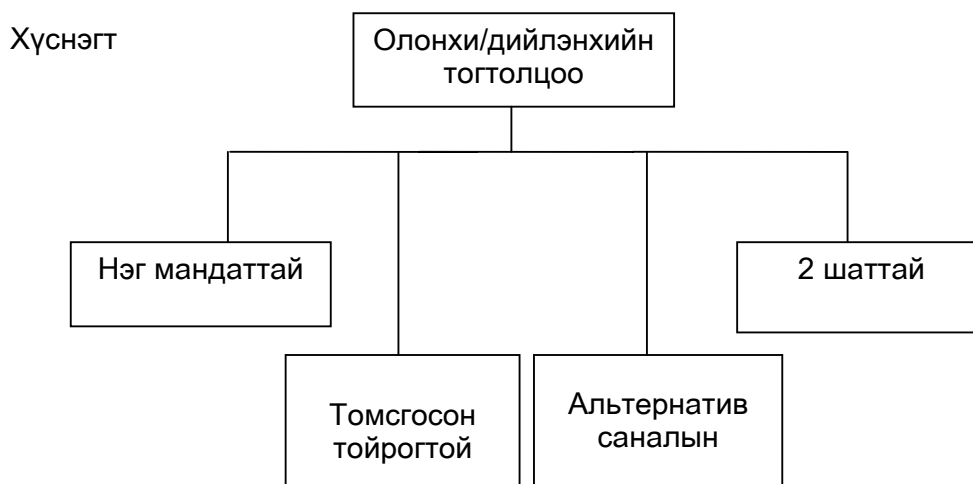 Хүснэгт
Олонхи/дийлэнхийн
тогтолцоо
Нэг мандаттай
2 шаттай
Томсгосон
тойрогтой
Альтернатив
саналын